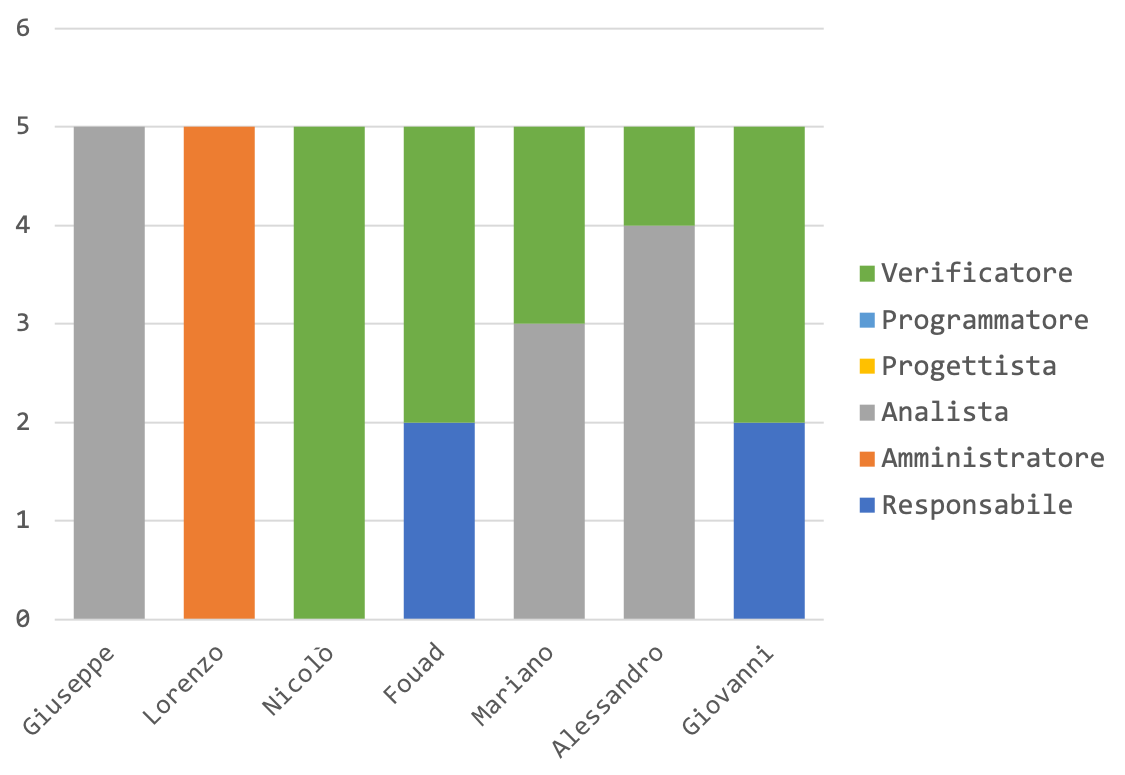 6
5
4
3
2
1
0
Giuseppe
Lorenzo
Nicolò
Fouad
Mariano
Alessandro
Giovanni
Verificatore
Programmatore
Progettista
Analista
Amministratore
Responsabile